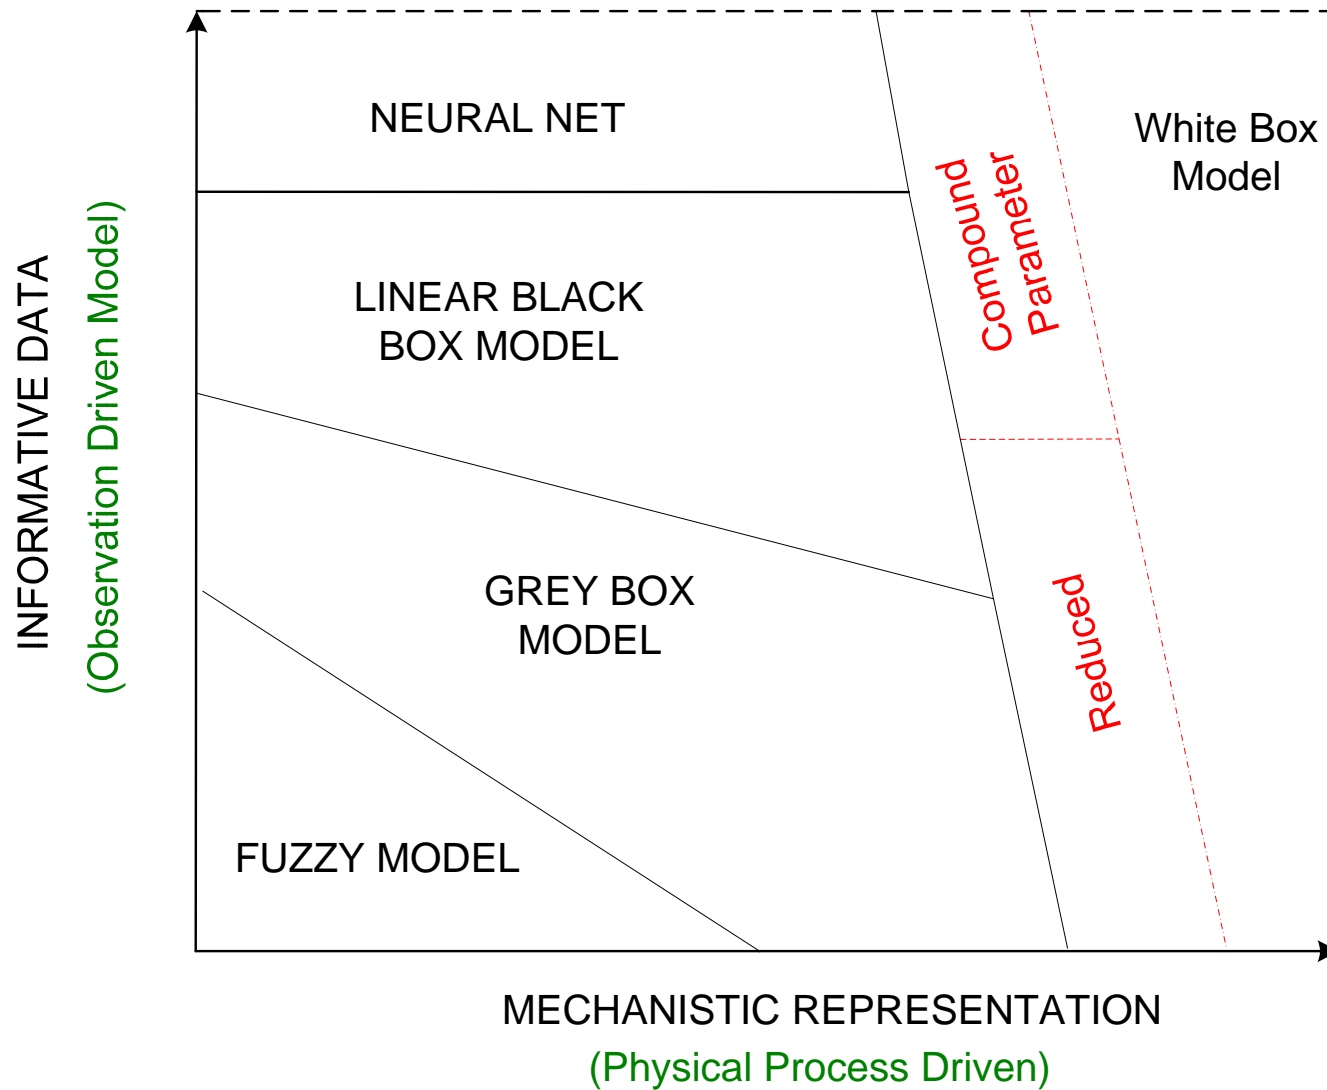 NEURAL NET
White Box
Model
Compound
Parameter
LINEAR BLACK
BOX MODEL
INFORMATIVE DATA
(Observation Driven Model)
GREY BOX
MODEL
Reduced
FUZZY MODEL
MECHANISTIC REPRESENTATION
(Physical Process Driven)